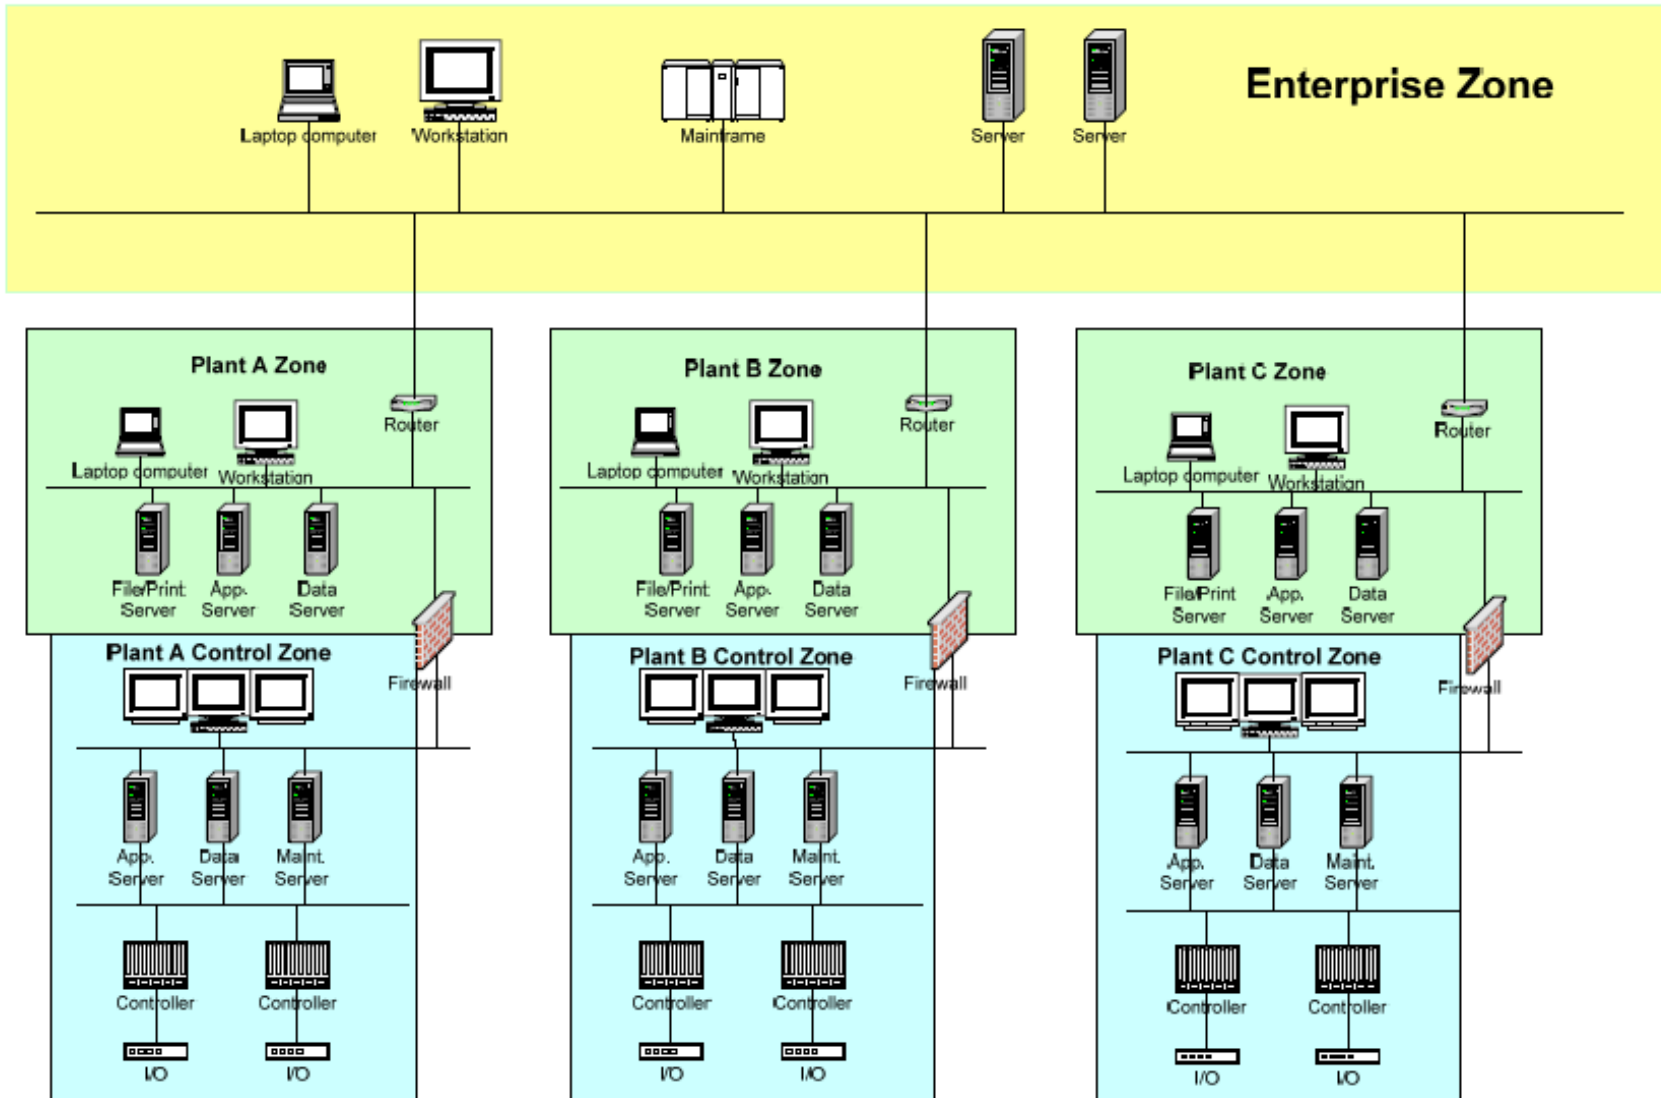 Enterprise Zone
Laptop computer Workstation Mainframe Server Server
Plant A Zone
Router
Laptop computer Workstation
File/Print Server App. Server Data Server
Plant A Control Zone
Firewall
App. Server Data Server Maint. Server
Controller Controller
I/O I/O
Plant B Zone
Router
Laptop computer Workstation
File/Print Server App. Server Data Server
Plant B Control Zone
Firewall
App. Server Data Server Maint. Server
Controller Controller
I/O I/O
Plant C Zone
Router
Laptop computer Workstation
File/Print Server App. Server Data Server
Plant C Control Zone
Firewall
App. Server Data Server Maint. Server
Controller Controller
I/O I/O